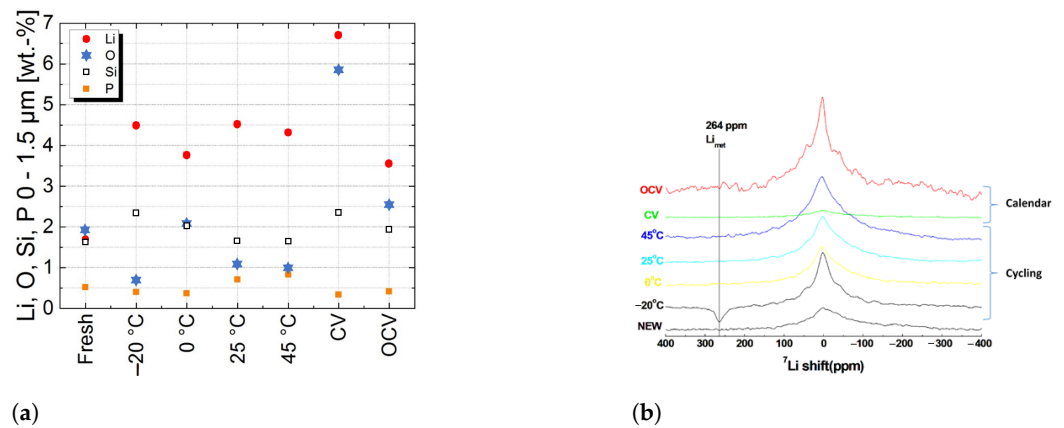 Li, O, Si, P 0 - 1.5 µm [wt.-%]
7
6
5
4
3
2
1
0
Li
O
Si
P
Fresh
−20 °C
0 °C
25 °C
45 °C
CV
OCV
(a)
264 ppm
Li_met
OCV
CV
45°C
25°C
0°C
−20°C
NEW
Calendar
Cycling
400 300 200 100 0 −100 −200 −300 −400
⁷Li shift(ppm)
(b)